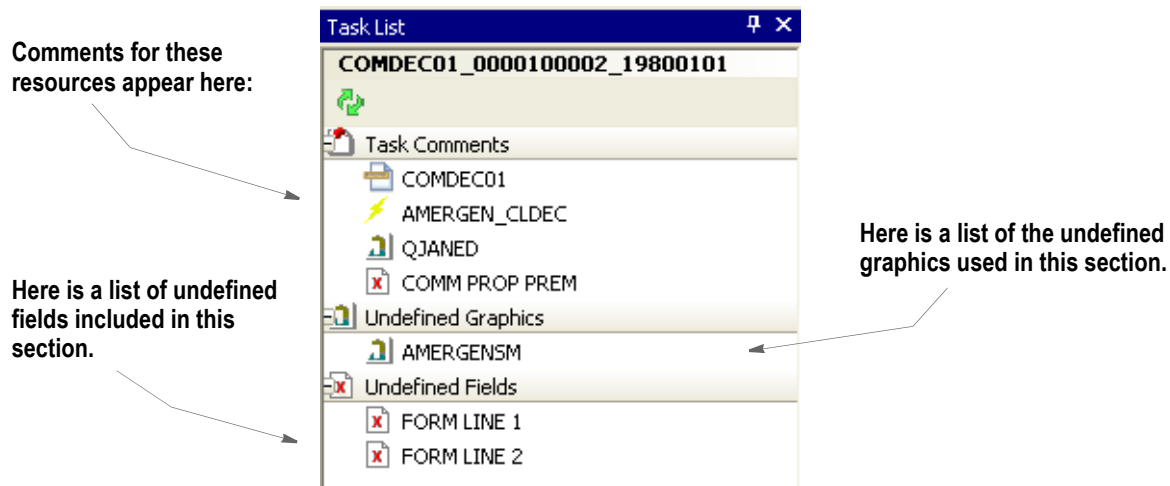 Comments for these
resources appear here:
Task List
COMDEC01_0000100002_19800101
Task Comments
COMDEC01
AMERGEN_CLDEC
QJANED
COMM PROP PREM
Undefined Graphics
AMERGENSM
Undefined Fields
FORM LINE 1
FORM LINE 2
Here is a list of undefined
fields included in this
section.
Here is a list of the undefined
graphics used in this section.